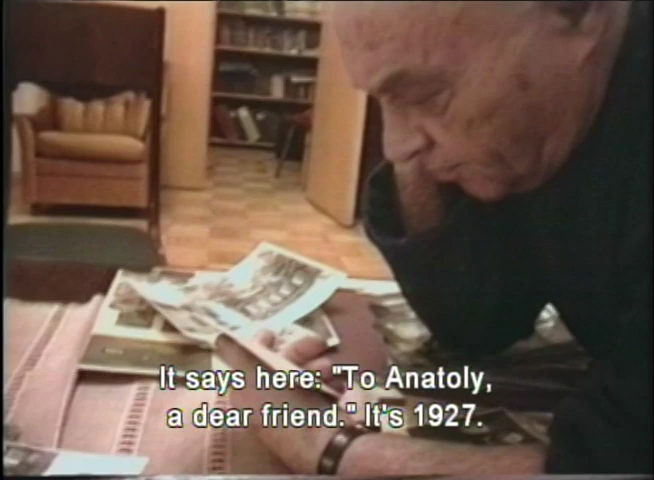 It says here: "To Anatoly,
a dear friend." It's 1927.